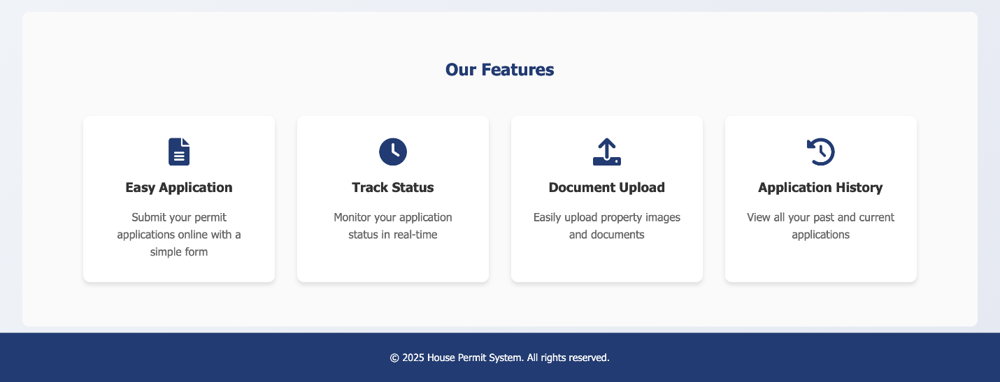 Our Features
Easy Application
Submit your permit
applications online with a
simple form
Track Status
Monitor your application
status in real-time
Document Upload
Easily upload property images
and documents
Application History
View all your past and current
applications
© 2025 House Permit System. All rights reserved.